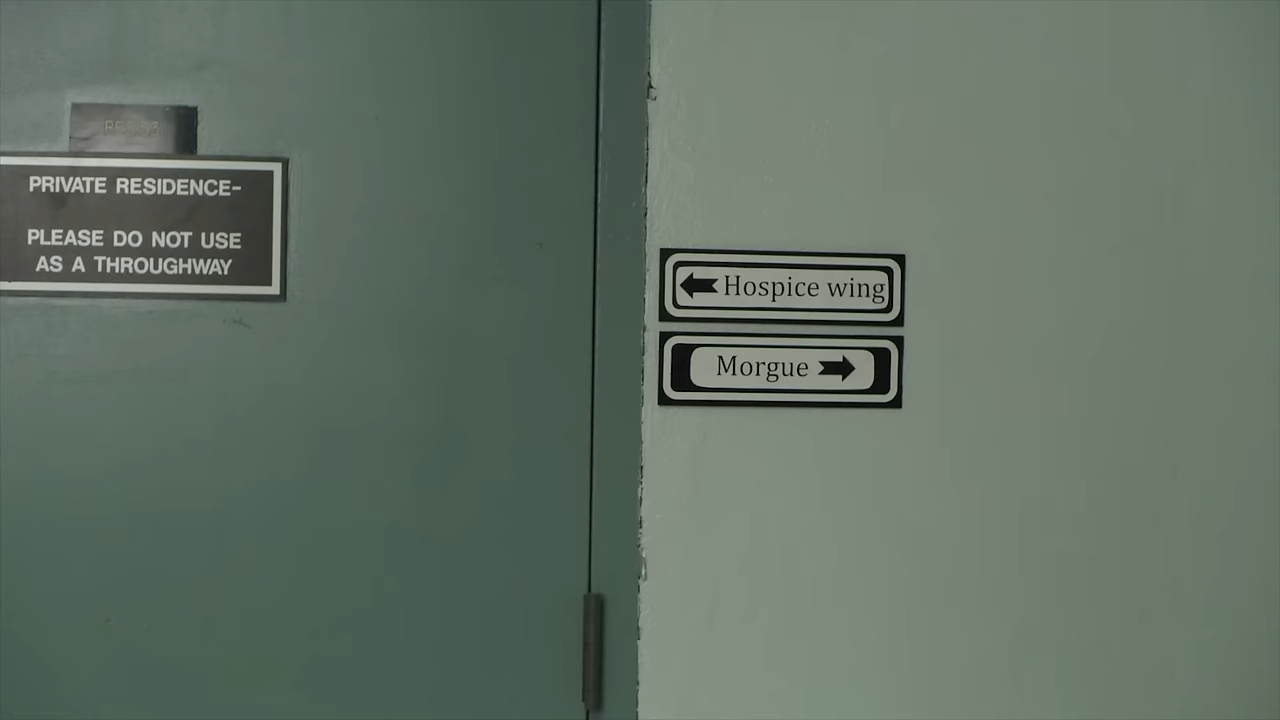 PRIVATE RESIDENCE-
PLEASE DO NOT USE
AS A THROUGHWAY
Hospice wing
Morgue